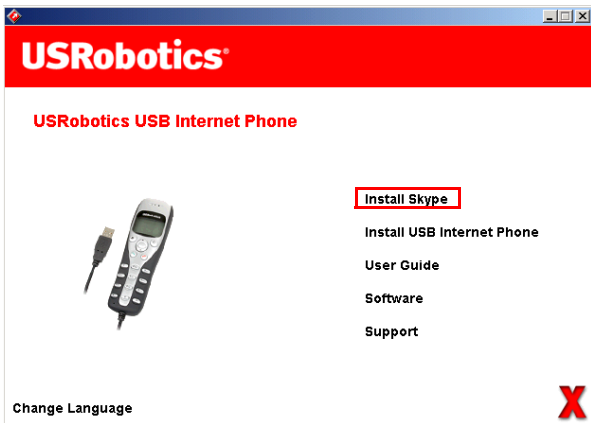 USRobotics®
USRobotics USB Internet Phone
Install Skype
Install USB Internet Phone
User Guide
Software
Support
Change Language
X